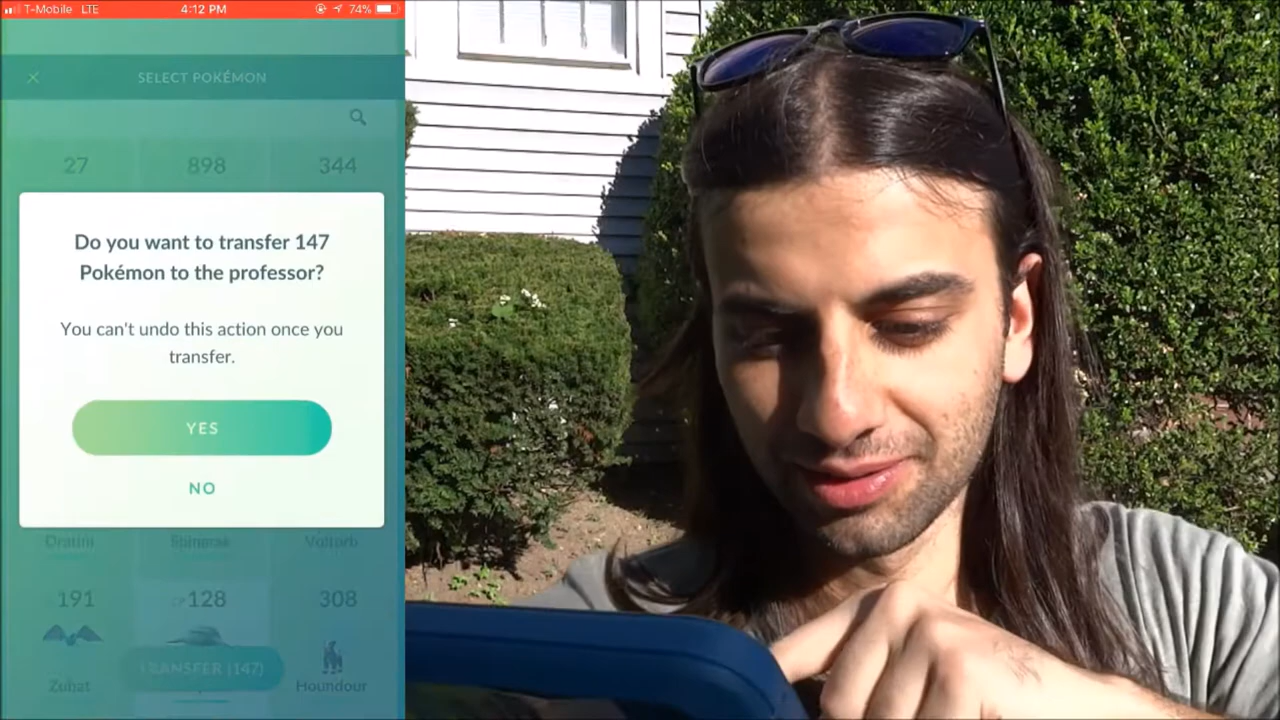 T-Mobile LTE 4:12 PM 74%
SELECT POKÉMON
27 898 344
Do you want to transfer 147
Pokémon to the professor?
You can't undo this action once you
transfer.
YES
NO
Dratini Spinarak Voltorb
191 CP128 308
TRANSFER (147)
Zubat Houndour